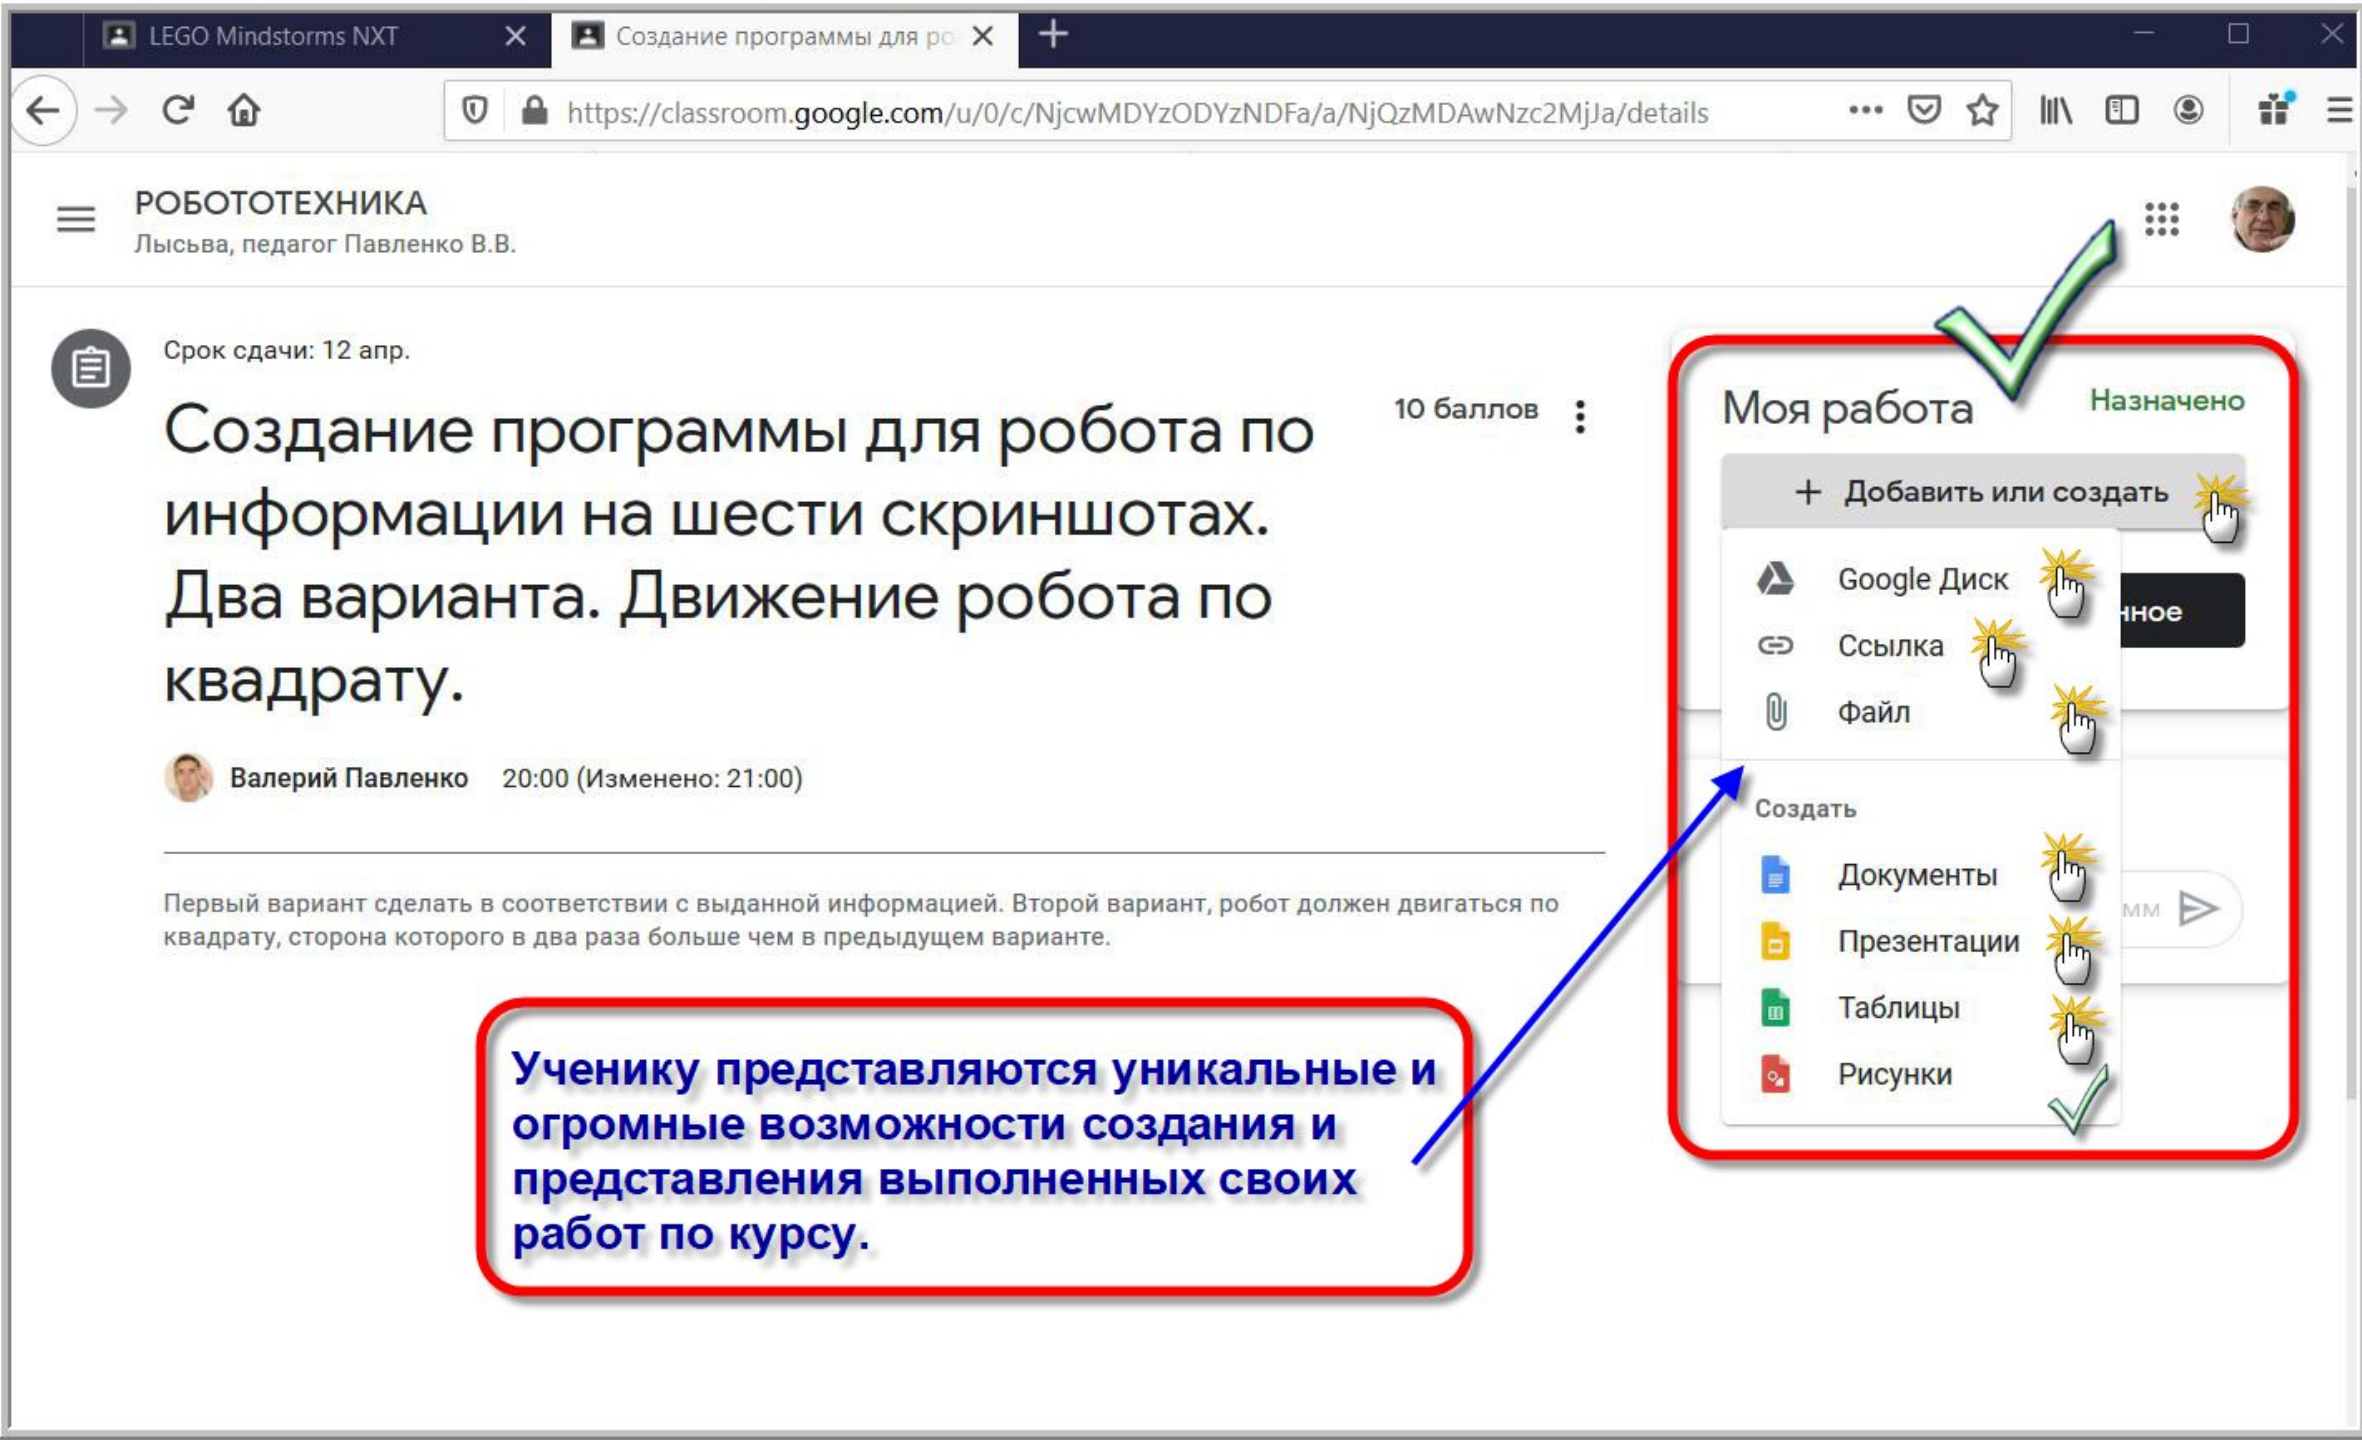 LEGO Mindstorms NXT
Создание программы для ро
https://classroom.google.com/u/0/c/NjcwMDYzODYzNDFa/a/NjQzMDAwNzc2MjJa/details
РОБОТОТЕХНИКА
Лысьва, педагог Павленко В.В.
Срок сдачи: 12 апр.
Создание программы для робота по
информации на шести скриншотах.
Два варианта. Движение робота по
квадрату.
10 баллов
Валерий Павленко 20:00 (Изменено: 21:00)
Первый вариант сделать в соответствии с выданной информацией. Второй вариант, робот должен двигаться по
квадрату, сторона которого в два раза больше чем в предыдущем варианте.
Ученику представляются уникальные и
огромные возможности создания и
представления выполненных своих
работ по курсу.
Моя работа
Назначено
+ Добавить или создать
Google Диск
нное
Ссылка
Файл
Создать
Документы
мм
Презентации
Таблицы
Рисунки